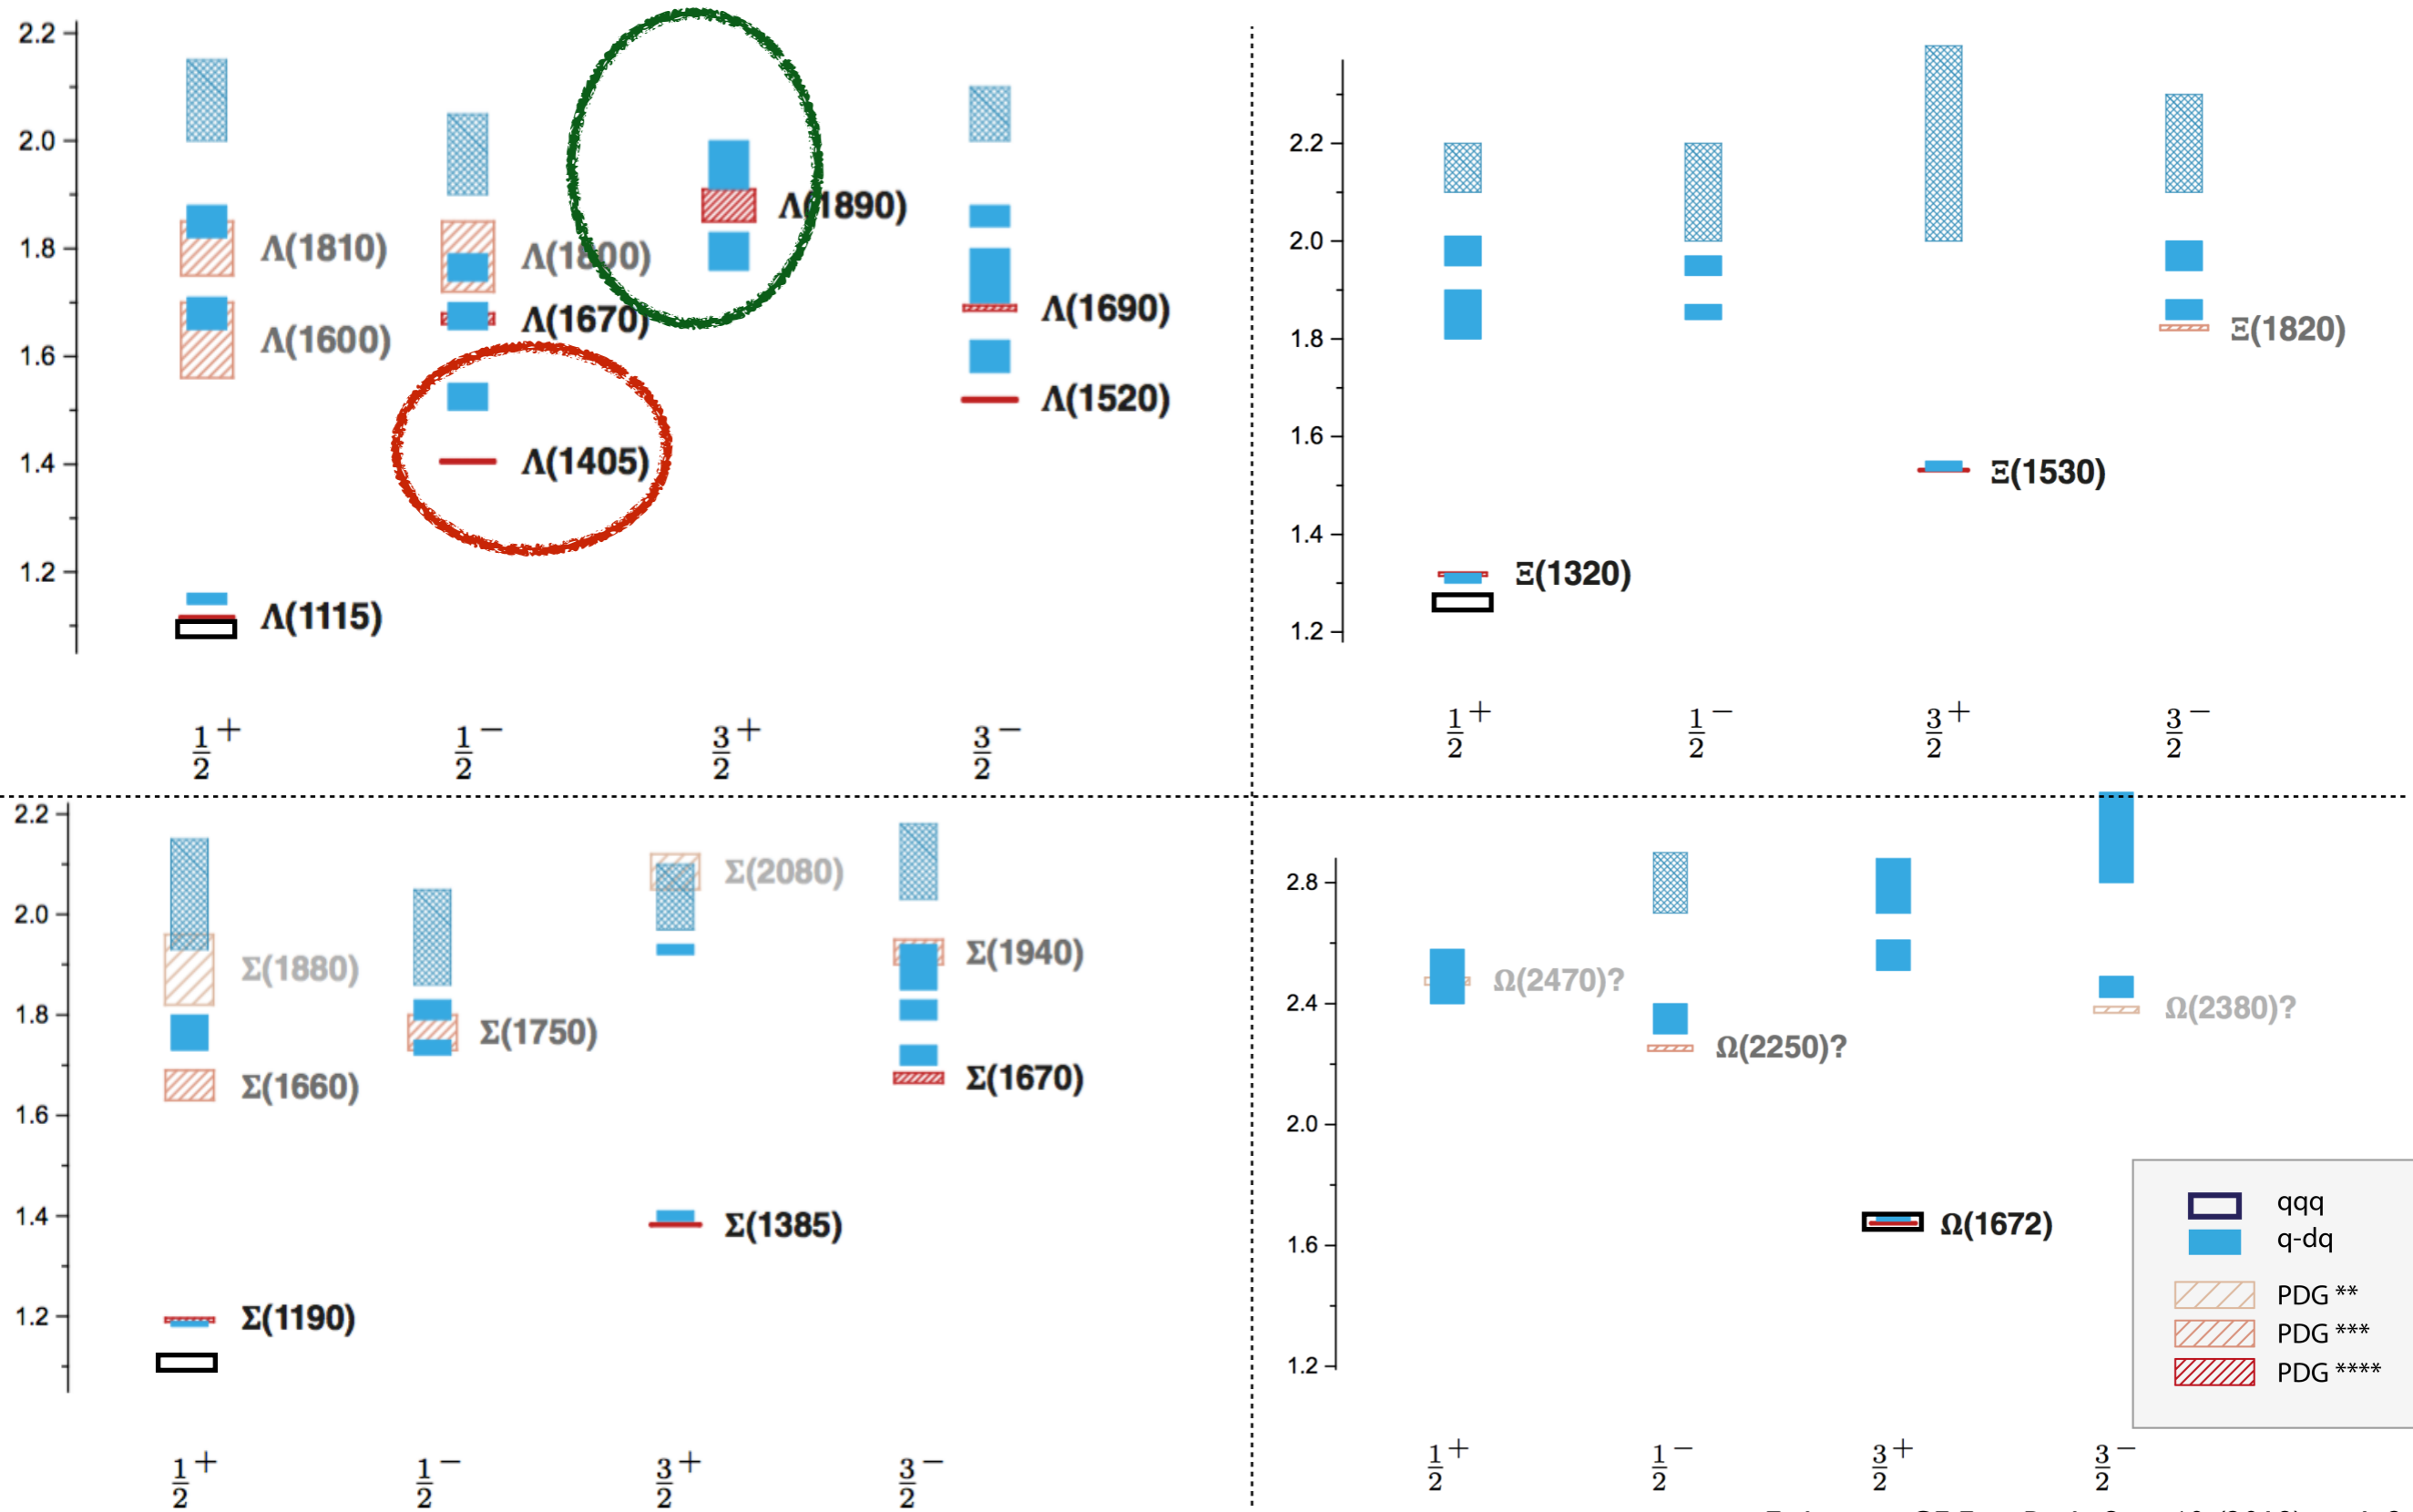 2.2
2.0
1.8
1.6
1.4
1.2
Λ(1810)
Λ(1600)
Λ(1115)
Λ(1800)
Λ(1670)
Λ(1405)
Λ(1890)
Λ(1690)
Λ(1520)
1/2+
1/2−
3/2+
3/2−
2.2
2.0
1.8
1.6
1.4
1.2
Ξ(1320)
Ξ(1530)
Ξ(1820)
1/2+
1/2−
3/2+
3/2−
2.2
2.0
1.8
1.6
1.4
1.2
Σ(1880)
Σ(1660)
Σ(1190)
Σ(1750)
Σ(2080)
Σ(1385)
Σ(1940)
Σ(1670)
1/2+
1/2−
3/2+
3/2−
2.8
2.4
2.0
1.6
1.2
Ω(2470)?
Ω(2250)?
Ω(1672)
Ω(2380)?
1/2+
1/2−
3/2+
3/2−
qqq
q-dq
PDG **
PDG ***
PDG ****